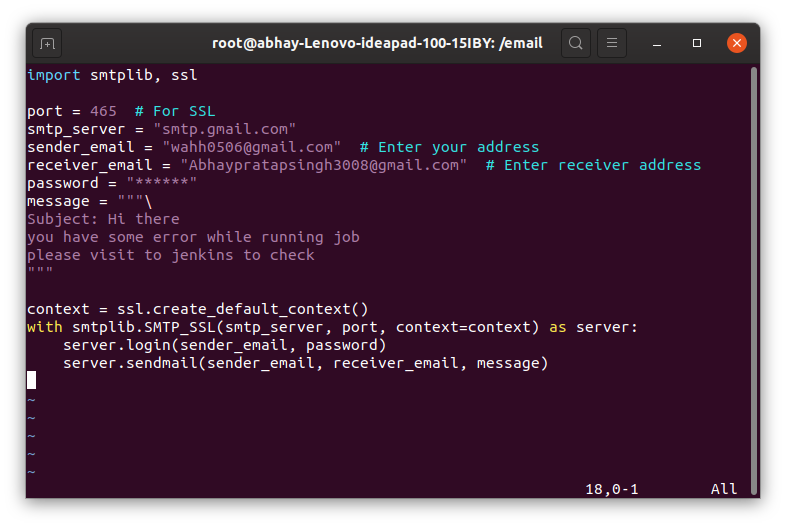 root@abhay-Lenovo-ideapad-100-15IBY: /email
import smtplib, ssl
port = 465  # For SSL
smtp_server = "smtp.gmail.com"
sender_email = "wahh0506@gmail.com"  # Enter your address
receiver_email = "Abhaypratapsingh3008@gmail.com"  # Enter receiver address
password = "******"
message = """\
Subject: Hi there
you have some error while running job
please visit to jenkins to check
"""
context = ssl.create_default_context()
with smtplib.SMTP_SSL(smtp_server, port, context=context) as server:
    server.login(sender_email, password)
    server.sendmail(sender_email, receiver_email, message)
~
~
~
~
~
18,0-1 All